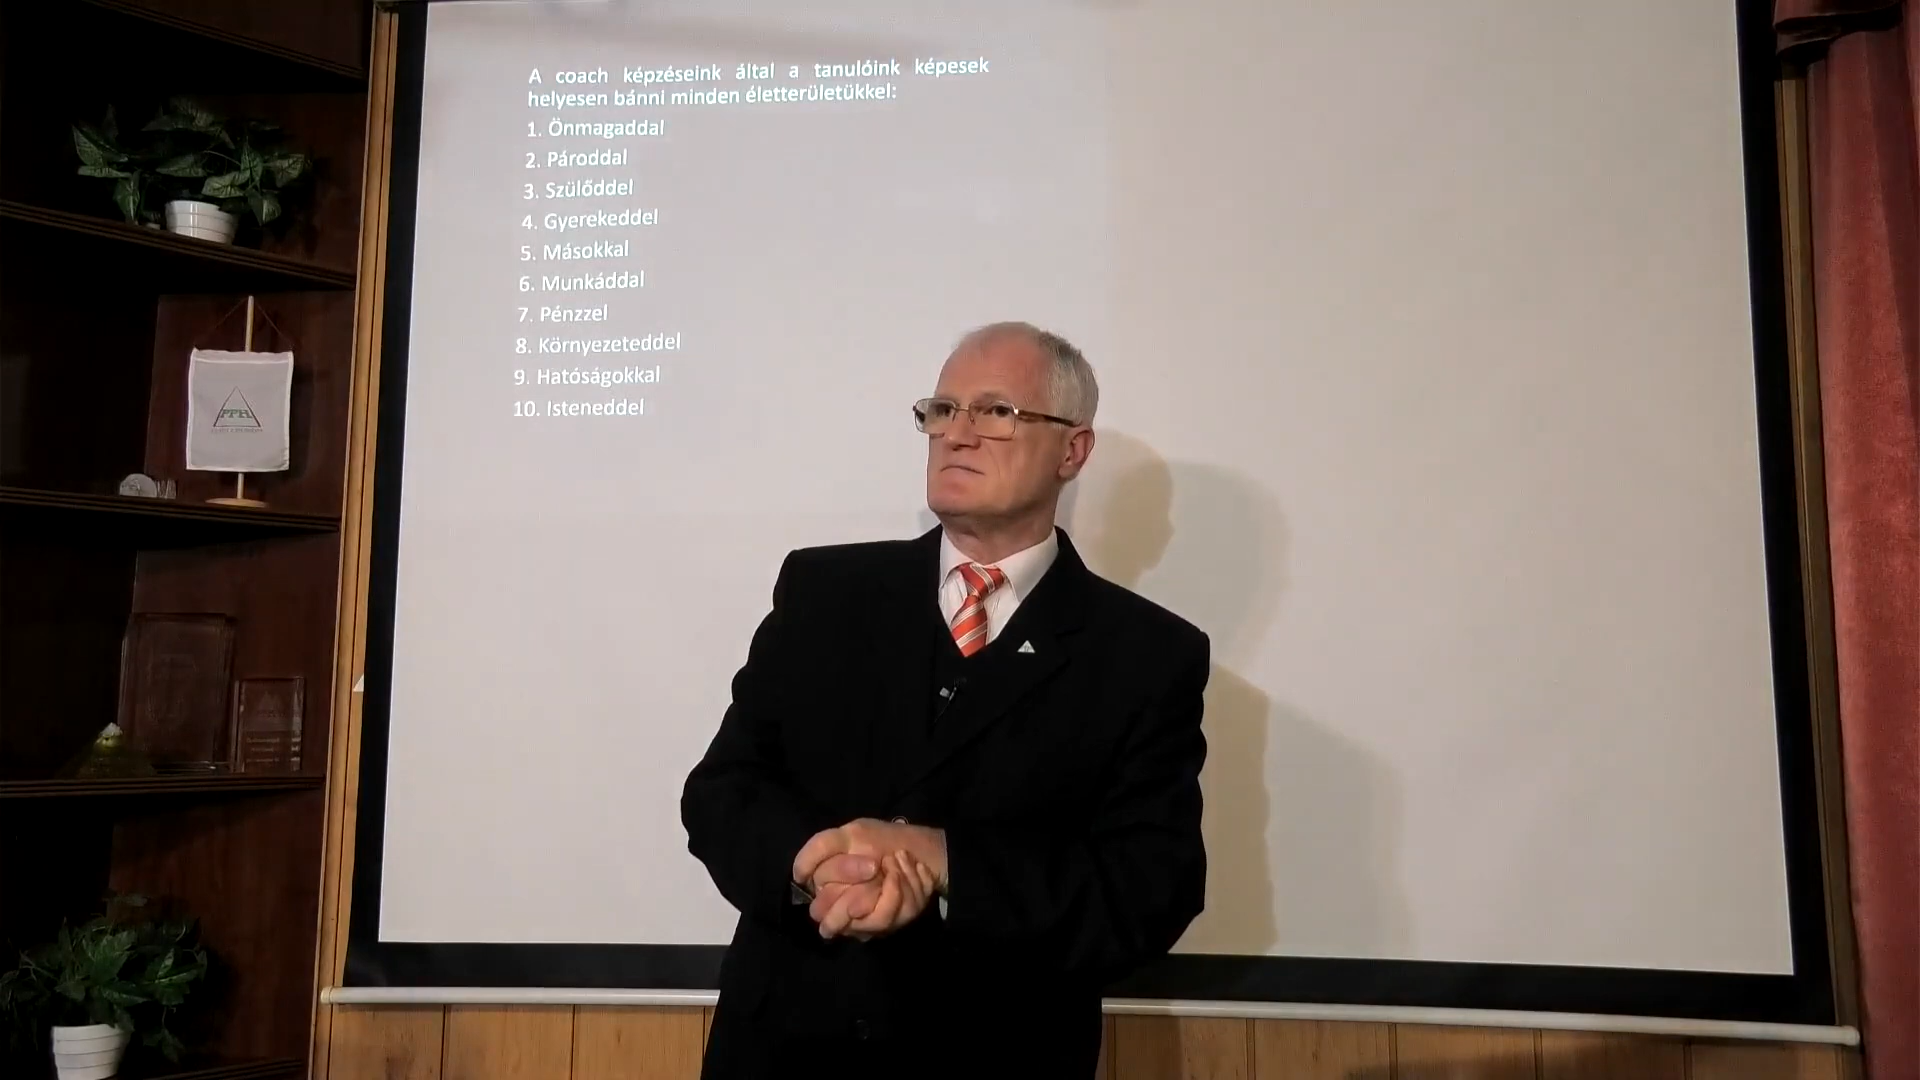 A coach képzéseink által a tanulóink képesek
helyesen bánni minden életterületükkel:
1. Önmagaddal
2. Pároddal
3. Szülőddel
4. Gyerekeddel
5. Másokkal
6. Munkáddal
7. Pénzzel
8. Környezeteddel
9. Hatóságokkal
10. Isteneddel
PPH